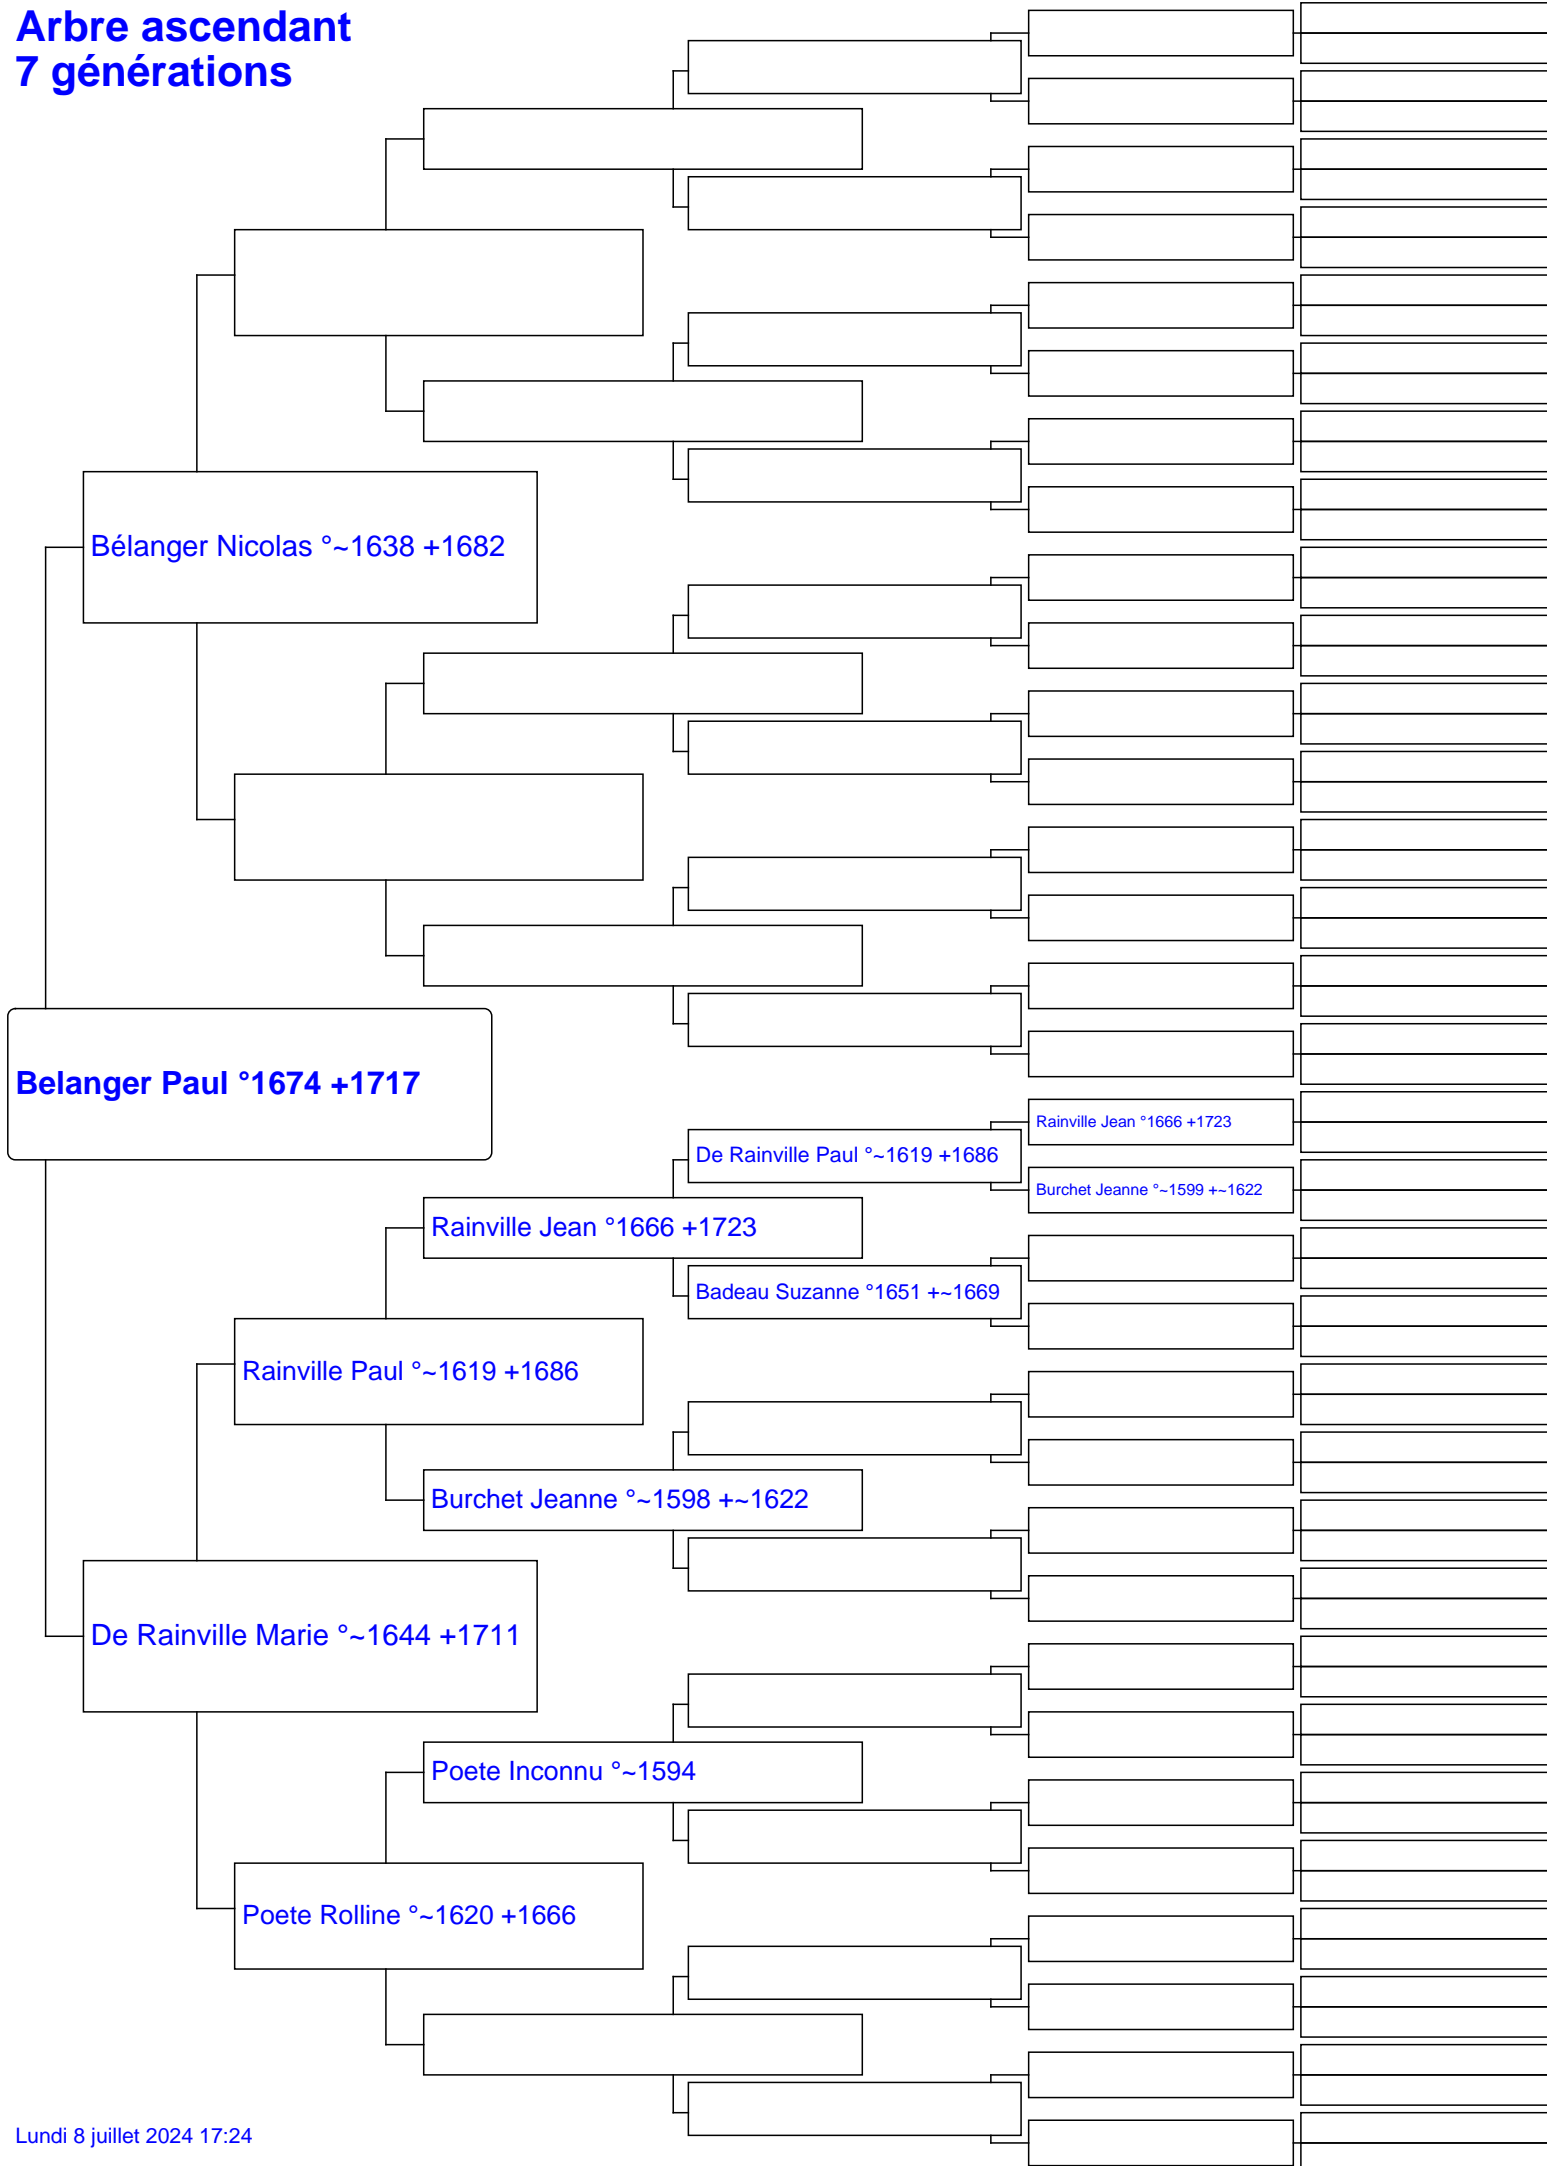 Arbre ascendant
7 générations
Bélanger Nicolas °~1638 +1682
Belanger Paul °1674 +1717
Rainville Jean °1666 +1723
De Rainville Paul °~1619 +1686
Burchet Jeanne °~1599 +~1622
Rainville Jean °1666 +1723
Badeau Suzanne °1651 +~1669
Rainville Paul °~1619 +1686
Burchet Jeanne °~1598 +~1622
De Rainville Marie °~1644 +1711
Poete Inconnu °~1594
Poete Rolline °~1620 +1666
Lundi 8 juillet 2024 17:24